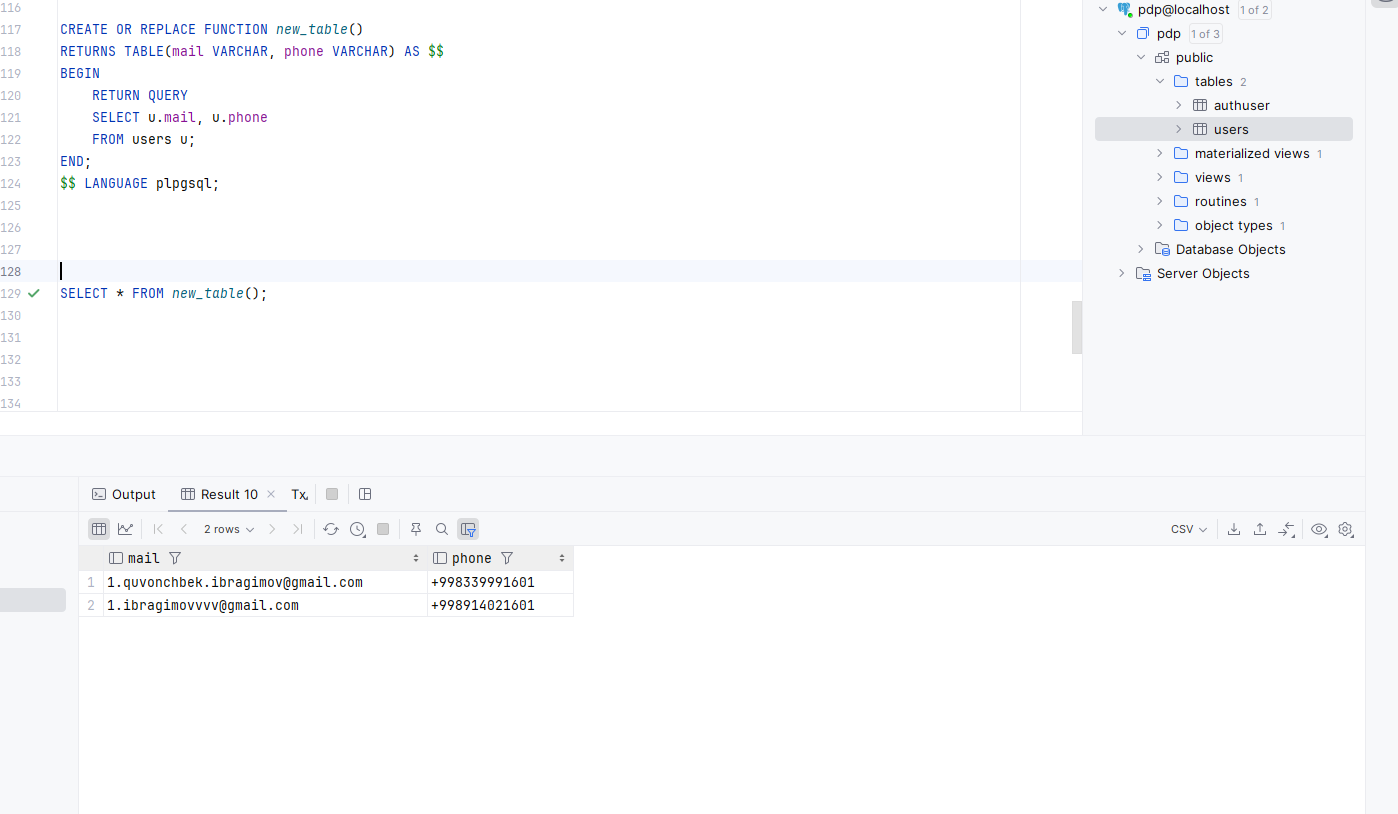 116
117 CREATE OR REPLACE FUNCTION new_table()
118 RETURNS TABLE(mail VARCHAR, phone VARCHAR) AS $$
119 BEGIN
120 RETURN QUERY
121 SELECT u.mail, u.phone
122 FROM users u;
123 END;
124 $$ LANGUAGE plpgsql;
125
126
127
128
129 SELECT * FROM new_table();
130
131
132
133
134
pdp@localhost 1 of 2
pdp 1 of 3
public
tables 2
authuser
users
materialized views 1
views 1
routines 1
object types 1
Database Objects
Server Objects
Output Result 10 Tx
2 rows CSV
mail phone
1 1.quvonchbek.ibragimov@gmail.com +998339991601
2 1.ibragimovvvv@gmail.com +998914021601